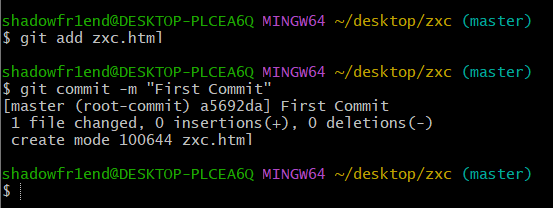 shadowfr1end@DESKTOP-PLCEA6Q MINGW64 ~/desktop/zxc (master)
$ git add zxc.html
shadowfr1end@DESKTOP-PLCEA6Q MINGW64 ~/desktop/zxc (master)
$ git commit -m "First Commit"
[master (root-commit) a5692da] First Commit
 1 file changed, 0 insertions(+), 0 deletions(-)
 create mode 100644 zxc.html
shadowfr1end@DESKTOP-PLCEA6Q MINGW64 ~/desktop/zxc (master)
$